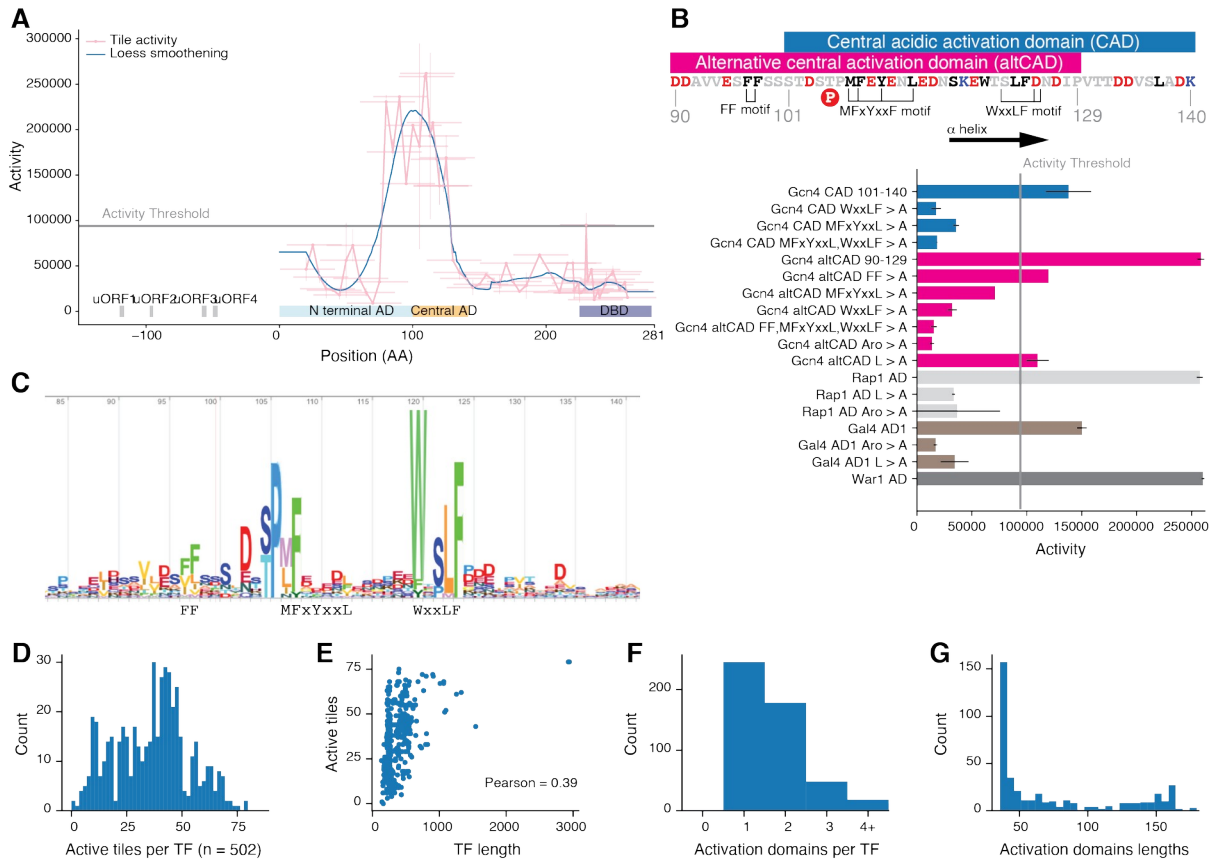 A
300000
250000
200000
150000
100000
50000
0
Activity
Tile activity
Loess smoothening
Activity Threshold
uORF1
uORF2
uORF3
uORF4
N terminal AD
Central AD
DBD
−100
0
100
200
281
Position (AA)
B
Central acidic activation domain (CAD)
Alternative central activation domain (altCAD)
DDAVVESFFSSSTDSTPMFEYENLEDNSKEWTSLFDNDIPVTTDDVSLADK
P
FF motif
MFxYxxF motif
WxxLF motif
90
101
129
140
α helix
Activity Threshold
Gcn4 CAD 101-140
Gcn4 CAD WxxLF > A
Gcn4 CAD MFxYxxL > A
Gcn4 CAD MFxYxxL,WxxLF > A
Gcn4 altCAD 90-129
Gcn4 altCAD FF > A
Gcn4 altCAD MFxYxxL > A
Gcn4 altCAD WxxLF > A
Gcn4 altCAD FF,MFxYxxL,WxxLF > A
Gcn4 altCAD Aro > A
Gcn4 altCAD L > A
Rap1 AD
Rap1 AD L > A
Rap1 AD Aro > A
Gal4 AD1
Gal4 AD1 Aro > A
Gal4 AD1 L > A
War1 AD
0 50000 100000 150000 200000 250000
Activity
C
85 90 95 100 105 110 115 120 125 130 135 140
FF MFxYxxL WxxLF
D
30
20
10
0
Count
0 25 50 75
Active tiles per TF (n = 502)
E
75
50
25
0
Active tiles
Pearson = 0.39
0 1000 2000 3000
TF length
F
200
100
0
Count
0 1 2 3 4+
Activation domains per TF
G
150
100
50
0
Count
50 100 150
Activation domains lengths